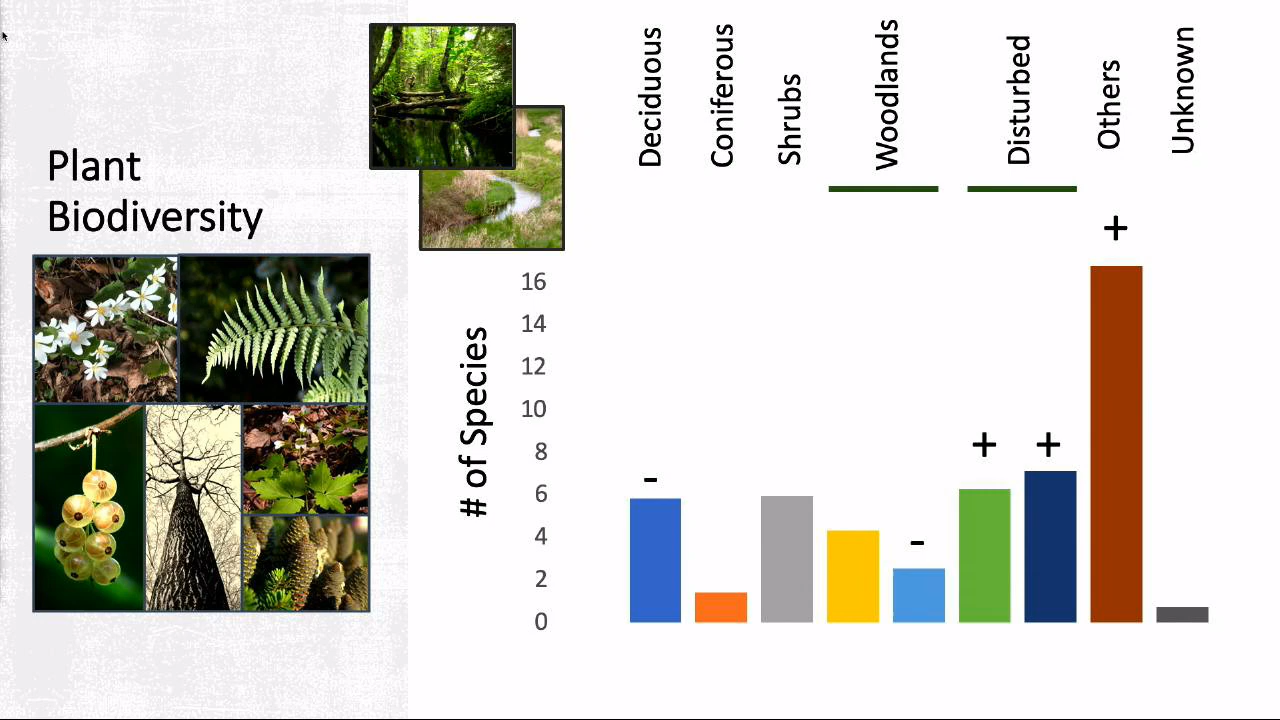 Plant
Biodiversity
Deciduous
Coniferous
Shrubs
Woodlands
Disturbed
Others
Unknown
# of Species
16
14
12
10
8
6
4
2
0
-
-
+
+
+